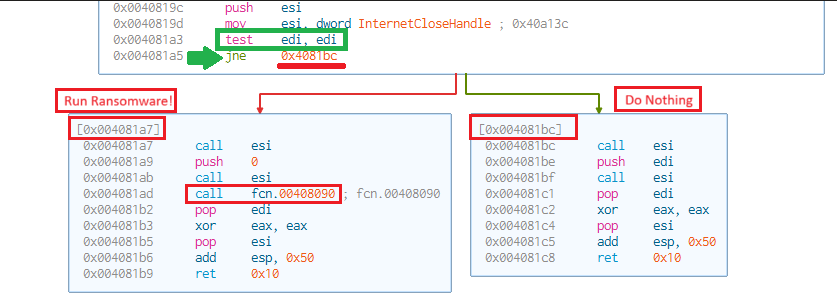 0x0040819c push esi
0x0040819d mov esi, dword InternetCloseHandle ; 0x40a13c
0x004081a3 test edi, edi
0x004081a5 jne 0x4081bc
Run Ransomware!
Do Nothing
[0x004081a7]
0x004081a7 call esi
0x004081a9 push 0
0x004081ab call esi
0x004081ad call fcn.00408090 ; fcn.00408090
0x004081b2 pop edi
0x004081b3 xor eax, eax
0x004081b5 pop esi
0x004081b6 add esp, 0x50
0x004081b9 ret 0x10
[0x004081bc]
0x004081bc call esi
0x004081be push edi
0x004081bf call esi
0x004081c1 pop edi
0x004081c2 xor eax, eax
0x004081c4 pop esi
0x004081c5 add esp, 0x50
0x004081c8 ret 0x10